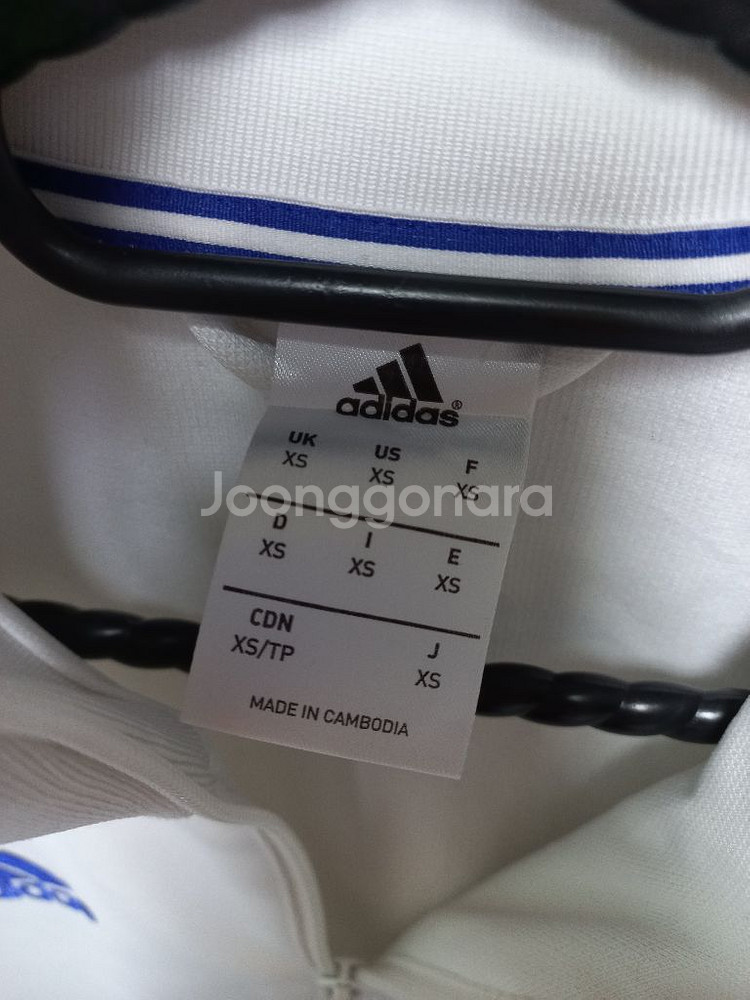 adidas®
UK US F
XS XS XS
Joonggonara
D I E
XS XS XS
CDN J
XS/TP XS
MADE IN CAMBODIA